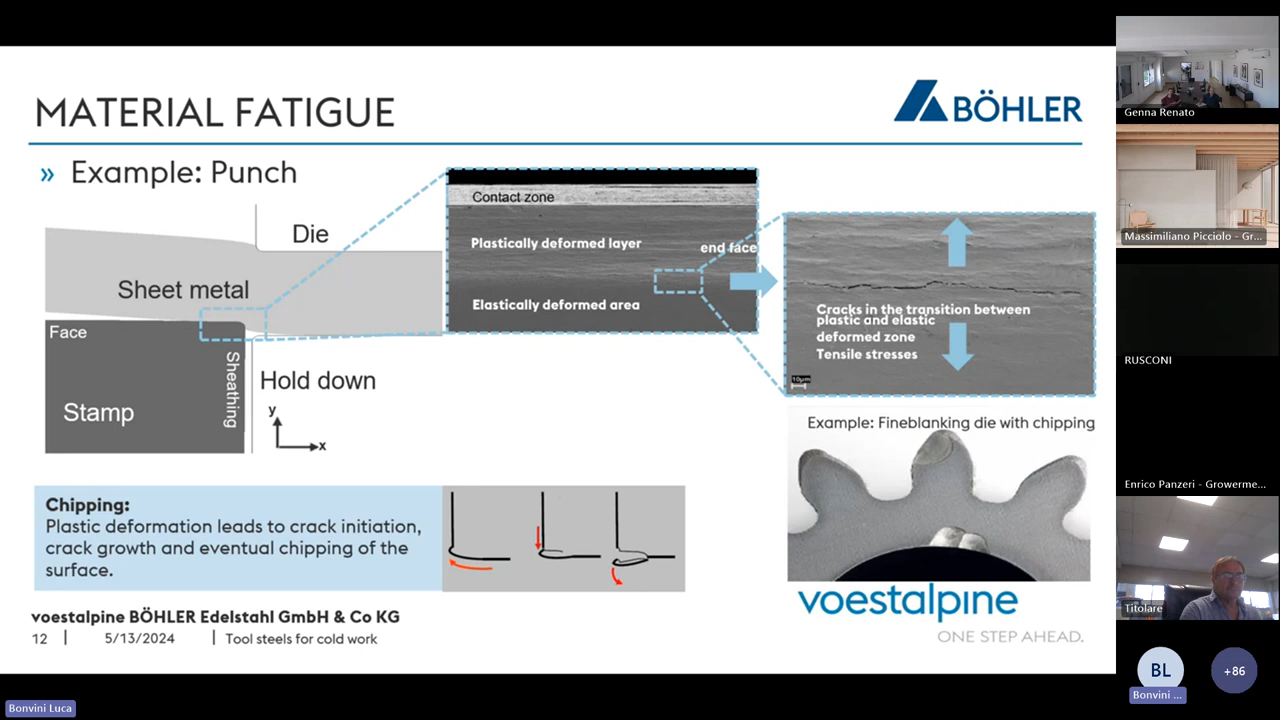 MATERIAL FATIGUE
BÖHLER
» Example: Punch
Die
Sheet metal
Face
Sheathing
Stamp
Hold down
y
x
Contact zone
Plastically deformed layer
end face
Elastically deformed area
Cracks in the transition between
plastic and elastic
deformed zone
Tensile stresses
10µm
Example: Fineblanking die with chipping
Chipping:
Plastic deformation leads to crack initiation,
crack growth and eventual chipping of the
surface.
voestalpine
ONE STEP AHEAD.
voestalpine BÖHLER Edelstahl GmbH & Co KG
12 | 5/13/2024 | Tool steels for cold work
Genna Renato
Massimiliano Picciolo - Gr...
RUSCONI
Enrico Panzeri - Growerme...
Titolare
BL
+86
Bonvini ...
Bonvini Luca